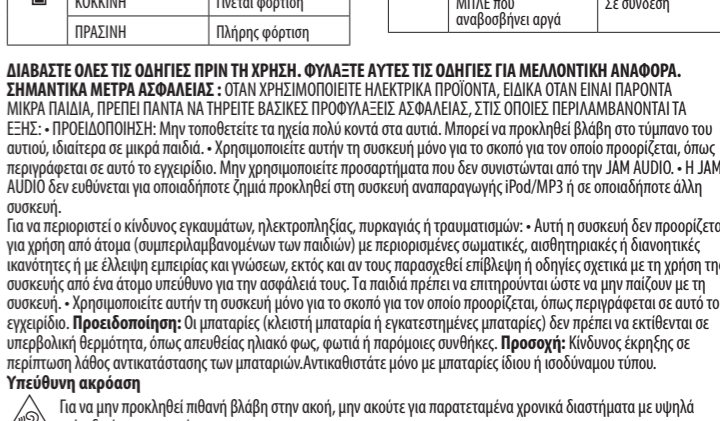 ΚΟΚΚΙΝΗ Γίνεται φόρτιση
ΠΡΑΣΙΝΗ Πλήρης φόρτιση
ΜΠΛΕ που αναβοσβήνει αργά Σε σύνδεση
ΔΙΑΒΑΣΤΕ ΟΛΕΣ ΤΙΣ ΟΔΗΓΙΕΣ ΠΡΙΝ ΤΗ ΧΡΗΣΗ. ΦΥΛΑΞΤΕ ΑΥΤΕΣ ΤΙΣ ΟΔΗΓΙΕΣ ΓΙΑ ΜΕΛΛΟΝΤΙΚΗ ΑΝΑΦΟΡΑ.
ΣΗΜΑΝΤΙΚΑ ΜΕΤΡΑ ΑΣΦΑΛΕΙΑΣ : ΟΤΑΝ ΧΡΗΣΙΜΟΠΟΙΕΙΤΕ ΗΛΕΚΤΡΙΚΑ ΠΡΟΪΟΝΤΑ, ΕΙΔΙΚΑ ΟΤΑΝ ΕΙΝΑΙ ΠΑΡΟΝΤΑ
ΜΙΚΡΑ ΠΑΙΔΙΑ, ΠΡΕΠΕΙ ΠΑΝΤΑ ΝΑ ΤΗΡΕΙΤΕ ΒΑΣΙΚΕΣ ΠΡΟΦΥΛΑΞΕΙΣ ΑΣΦΑΛΕΙΑΣ, ΣΤΙΣ ΟΠΟΙΕΣ ΠΕΡΙΛΑΜΒΑΝΟΝΤΑΙ ΤΑ
ΕΞΗΣ: • ΠΡΟΕΙΔΟΠΟΙΗΣΗ: Μην τοποθετείτε τα ηχεία πολύ κοντά στα αυτιά. Μπορεί να προκληθεί βλάβη στο τύμπανο του
αυτιού, ιδιαίτερα σε μικρά παιδιά. • Χρησιμοποιείτε αυτήν τη συσκευή μόνο για το σκοπό για τον οποίο προορίζεται, όπως
περιγράφεται σε αυτό το εγχειρίδιο. Μην χρησιμοποιείτε προσαρτήματα που δεν συνιστώνται από την JAM AUDIO. • Η JAM
AUDIO δεν ευθύνεται για οποιαδήποτε ζημιά προκληθεί στη συσκευή αναπαραγωγής iPod/MP3 ή σε οποιαδήποτε άλλη
συσκευή.
Για να περιοριστεί ο κίνδυνος εγκαυμάτων, ηλεκτροπληξίας, πυρκαγιάς ή τραυματισμών: • Αυτή η συσκευή δεν προορίζετα
για χρήση από άτομα (συμπεριλαμβανομένων των παιδιών) με περιορισμένες σωματικές, αισθητηριακές ή διανοητικές
ικανότητες ή με έλλειψη εμπειρίας και γνώσεων, εκτός και αν τους παρασχεθεί επίβλεψη ή οδηγίες σχετικά με τη χρήση της
συσκευής από ένα άτομο υπεύθυνο για την ασφάλειά τους. Τα παιδιά πρέπει να επιτηρούνται ώστε να μην παίζουν με τη
συσκευή. • Χρησιμοποιείτε αυτήν τη συσκευή μόνο για το σκοπό για τον οποίο προορίζεται, όπως περιγράφεται σε αυτό το
εγχειρίδιο. Προειδοποίηση: Οι μπαταρίες (κλειστή μπαταρία ή εγκατεστημένες μπαταρίες) δεν πρέπει να εκτίθενται σε
υπερβολική θερμότητα, όπως απευθείας ηλιακό φως, φωτιά ή παρόμοιες συνθήκες. Προσοχή: Κίνδυνος έκρηξης σε
περίπτωση λάθος αντικατάστασης των μπαταριών.Αντικαθιστάτε μόνο με μπαταρίες ίδιου ή ισοδύναμου τύπου.
Υπεύθυνη ακρόαση
Για να μην προκληθεί πιθανή βλάβη στην ακοή, μην ακούτε για παρατεταμένα χρονικά διαστήματα με υψηλά